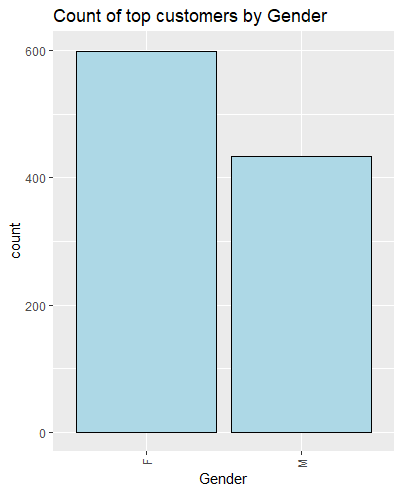 Count of top customers by Gender
600
400
200
0
count
F
M
Gender